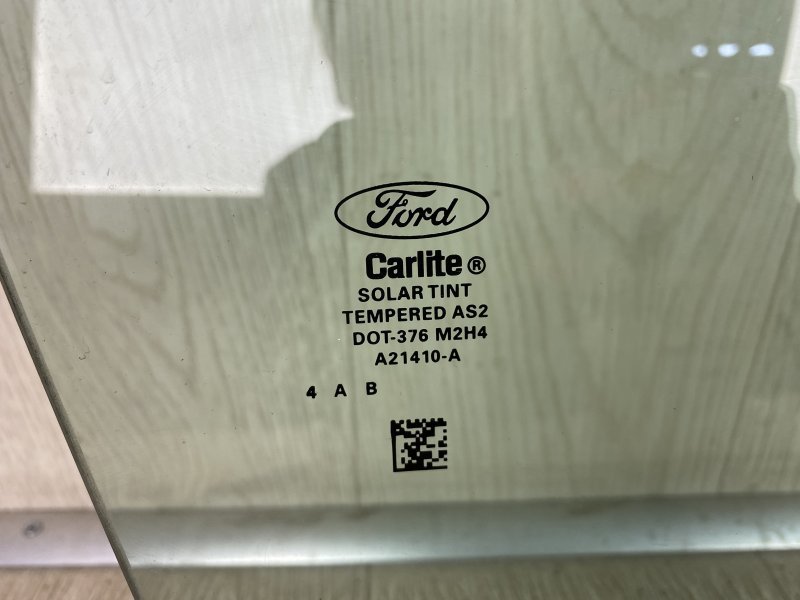 Ford
Carlite®
SOLAR TINT
TEMPERED AS2
DOT-376 M2H4
A21410-A
4 A B